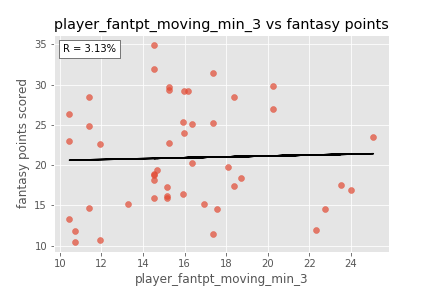 player_fantpt_moving_min_3 vs fantasy points
R = 3.13%
fantasy points scored
35
30
25
20
15
10
10 12 14 16 18 20 22 24
player_fantpt_moving_min_3